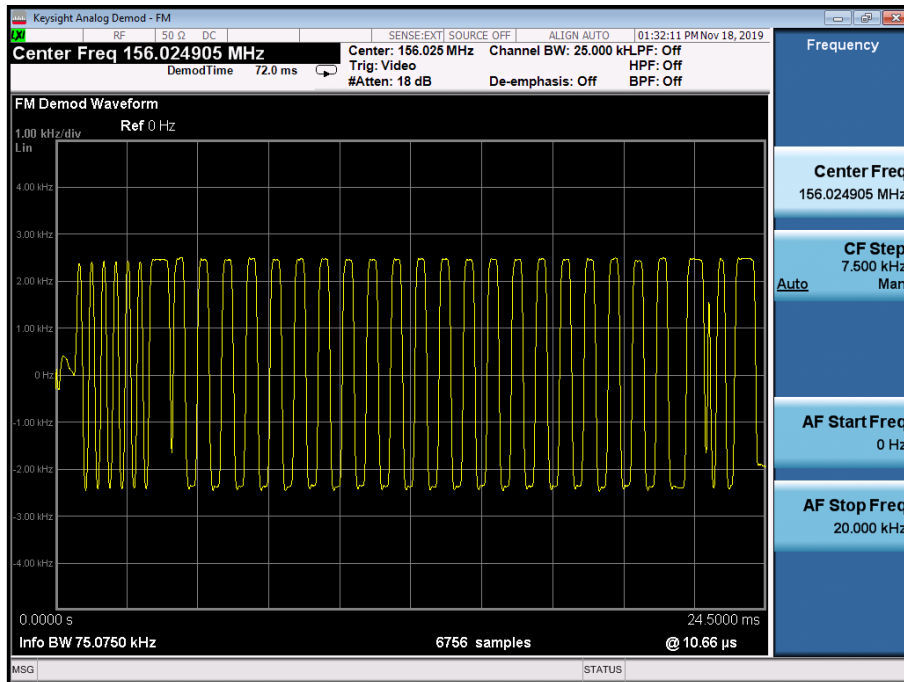 Keysight Analog Demod - FM
LXI RF 50 Ω DC SENSE:EXT SOURCE OFF ALIGN AUTO 01:32:11 PM Nov 18, 2019
Center Freq 156.024905 MHz
DemodTime 72.0 ms
Center: 156.025 MHz Channel BW: 25.000 kHLPF: Off
Trig: Video HPF: Off
#Atten: 18 dB De-emphasis: Off BPF: Off
FM Demod Waveform
1.00 kHz/div Ref 0 Hz
Lin
4.00 kHz
3.00 kHz
2.00 kHz
1.00 kHz
0 Hz
-1.00 kHz
-2.00 kHz
-3.00 kHz
-4.00 kHz
0.0000 s 24.5000 ms
Info BW 75.0750 kHz 6756 samples @ 10.66 µs
MSG STATUS
Frequency
Center Freq
156.024905 MHz
CF Step
7.500 kHz
Auto Man
AF Start Freq
0 Hz
AF Stop Freq
20.000 kHz